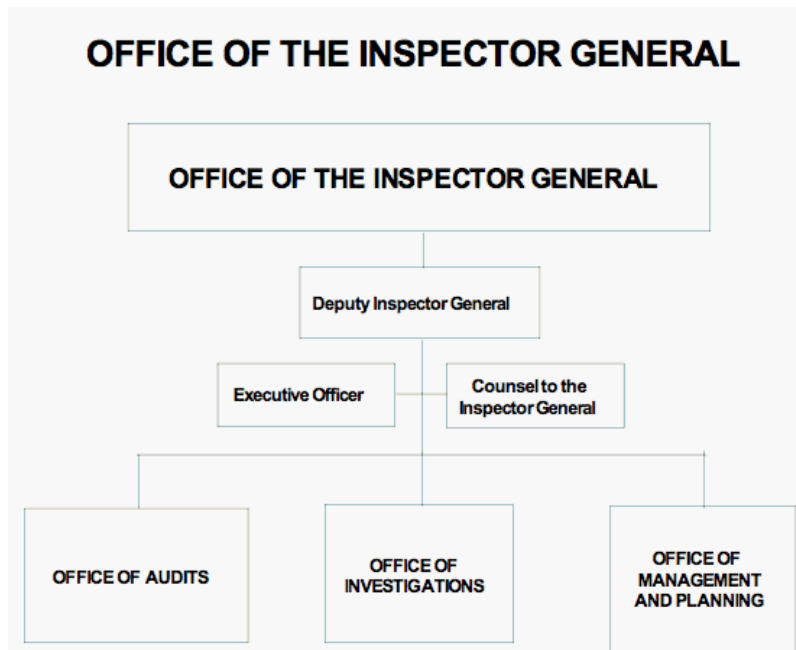 OFFICE OF THE INSPECTOR GENERAL
OFFICE OF THE INSPECTOR GENERAL
Deputy Inspector General
Executive Officer
Counsel to the
Inspector General
OFFICE OF AUDITS
OFFICE OF
INVESTIGATIONS
OFFICE OF
MANAGEMENT
AND PLANNING